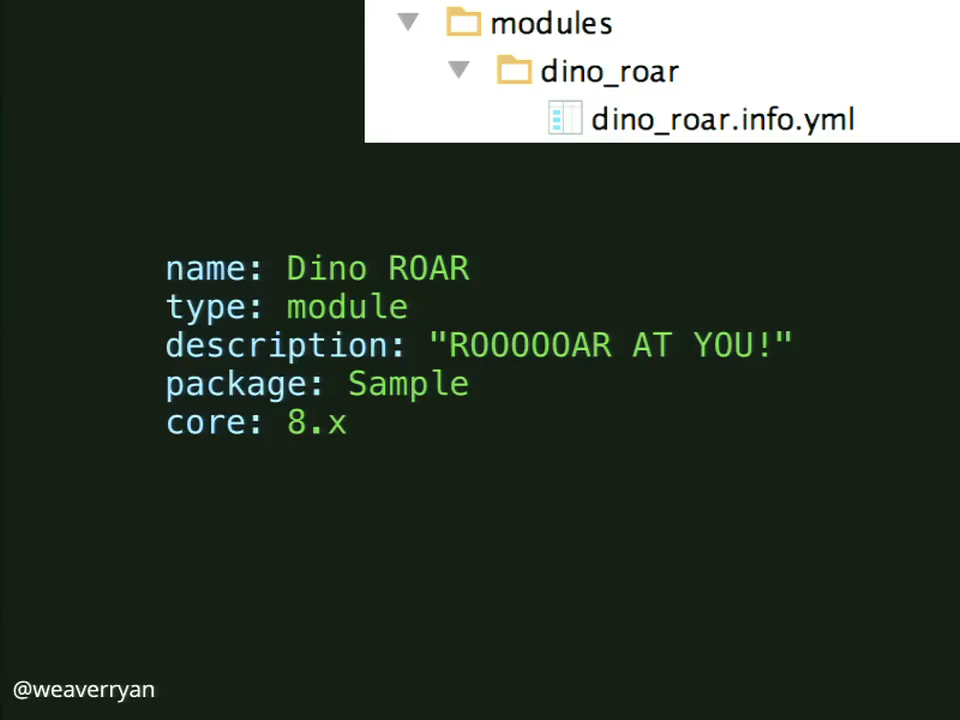 modules
dino_roar
dino_roar.info.yml
name: Dino ROAR
type: module
description: "ROOOOOAR AT YOU!"
package: Sample
core: 8.x
@weaverryan